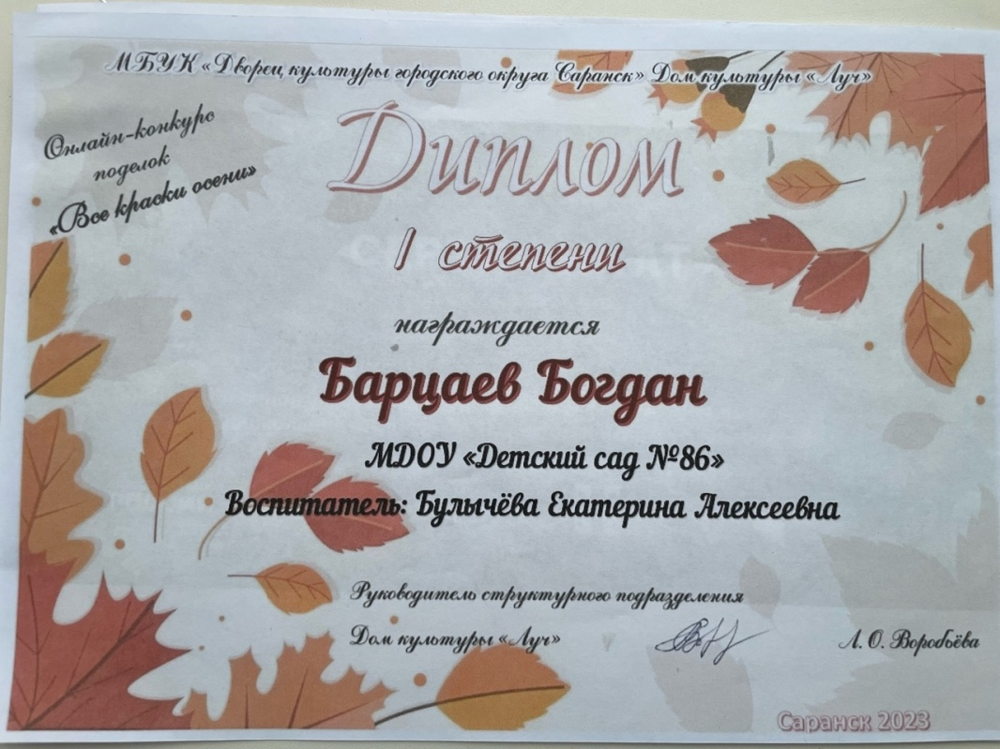 МБУК «Дворец культуры городского округа Саранск» Дом культуры «Луч»
Онлайн-конкурс
поделок
«Все краски осени»
Диплом
I степени
награждается
Барцаев Богдан
МДОУ «Детский сад №86»
Воспитатель: Булычёва Екатерина Алексеевна
Руководитель структурного подразделения
Дом культуры «Луч»
Л. О. Воробьёва
Саранск 2023